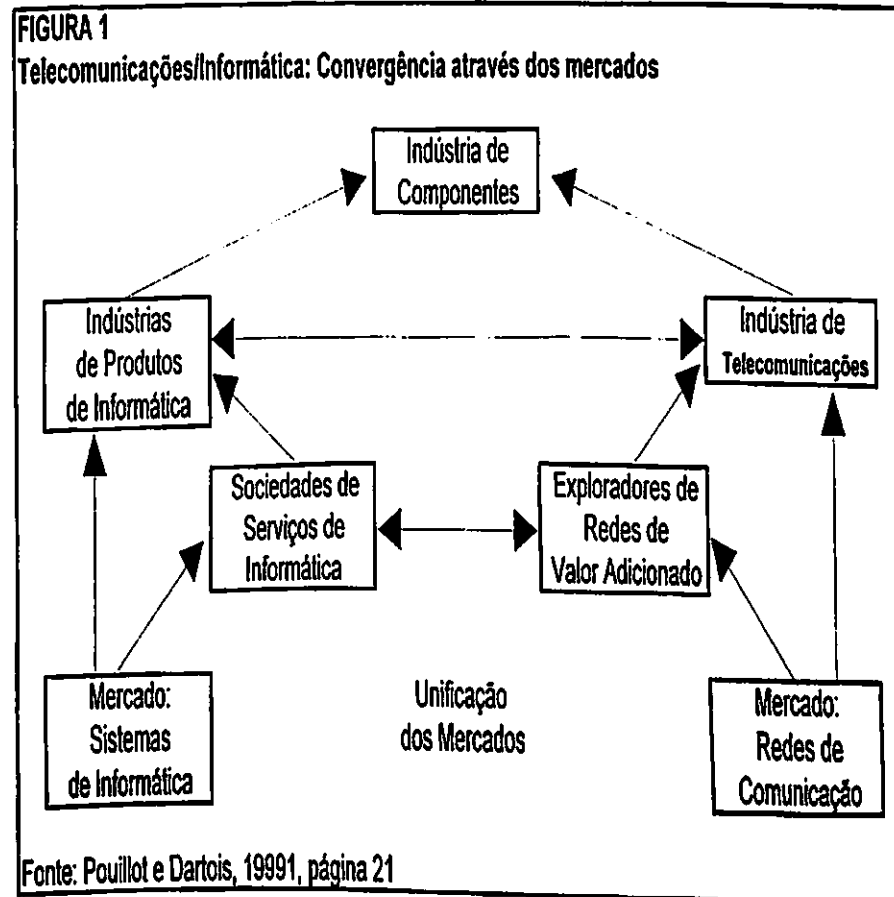 FIGURA 1
Telecomunicações/Informática: Convergência através dos mercados
Indústria de
Componentes
Indústrias
de Produtos
de Informática
Indústria de
Telecomunicações
Sociedades de
Serviços de
Informática
Exploradores de
Redes de
Valor Adicionado
Mercado:
Sistemas
de Informática
Unificação
dos Mercados
Mercado:
Redes de
Comunicação
Fonte: Pouillot e Dartois, 19991, página 21